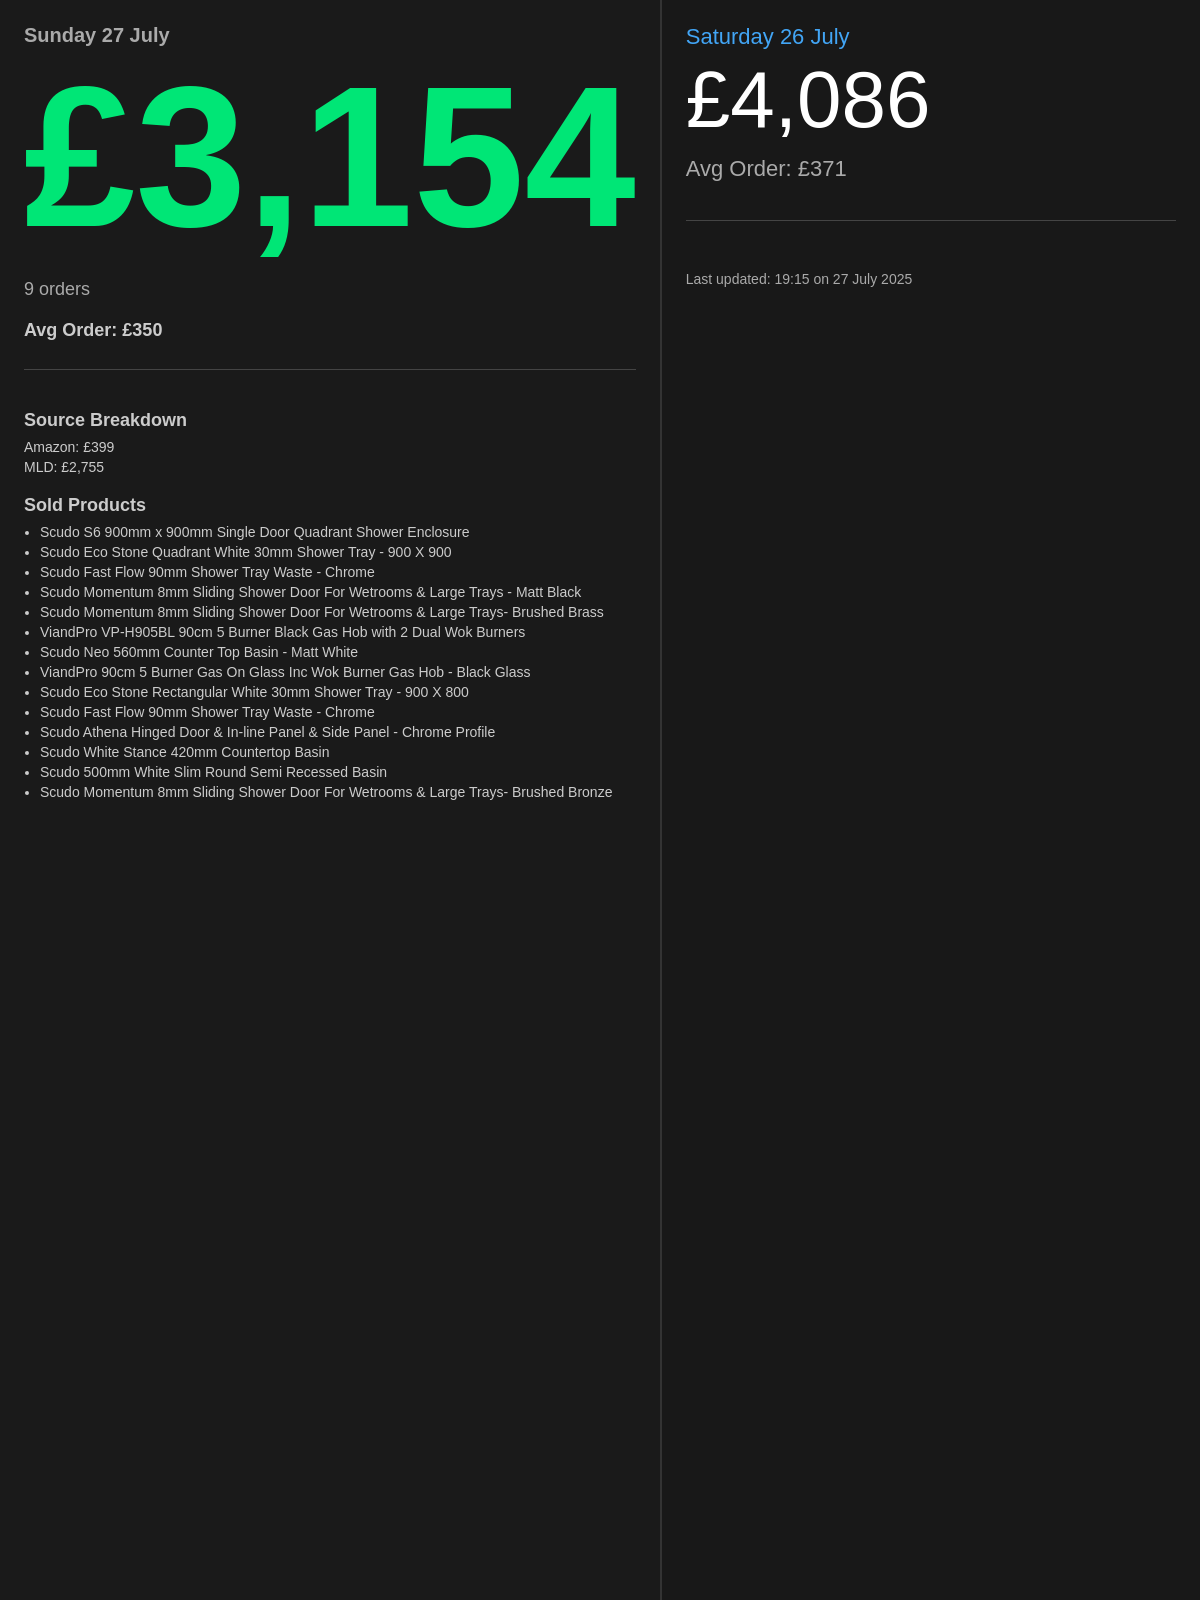 Sunday 27 July
£3,154
9 orders
Avg Order: £350
Source Breakdown
Amazon: £399
MLD: £2,755
Sold Products
• Scudo S6 900mm x 900mm Single Door Quadrant Shower Enclosure
• Scudo Eco Stone Quadrant White 30mm Shower Tray - 900 X 900
• Scudo Fast Flow 90mm Shower Tray Waste - Chrome
• Scudo Momentum 8mm Sliding Shower Door For Wetrooms & Large Trays - Matt Black
• Scudo Momentum 8mm Sliding Shower Door For Wetrooms & Large Trays- Brushed Brass
• ViandPro VP-H905BL 90cm 5 Burner Black Gas Hob with 2 Dual Wok Burners
• Scudo Neo 560mm Counter Top Basin - Matt White
• ViandPro 90cm 5 Burner Gas On Glass Inc Wok Burner Gas Hob - Black Glass
• Scudo Eco Stone Rectangular White 30mm Shower Tray - 900 X 800
• Scudo Fast Flow 90mm Shower Tray Waste - Chrome
• Scudo Athena Hinged Door & In-line Panel & Side Panel - Chrome Profile
• Scudo White Stance 420mm Countertop Basin
• Scudo 500mm White Slim Round Semi Recessed Basin
• Scudo Momentum 8mm Sliding Shower Door For Wetrooms & Large Trays- Brushed Bronze
Saturday 26 July
£4,086
Avg Order: £371
Last updated: 19:15 on 27 July 2025